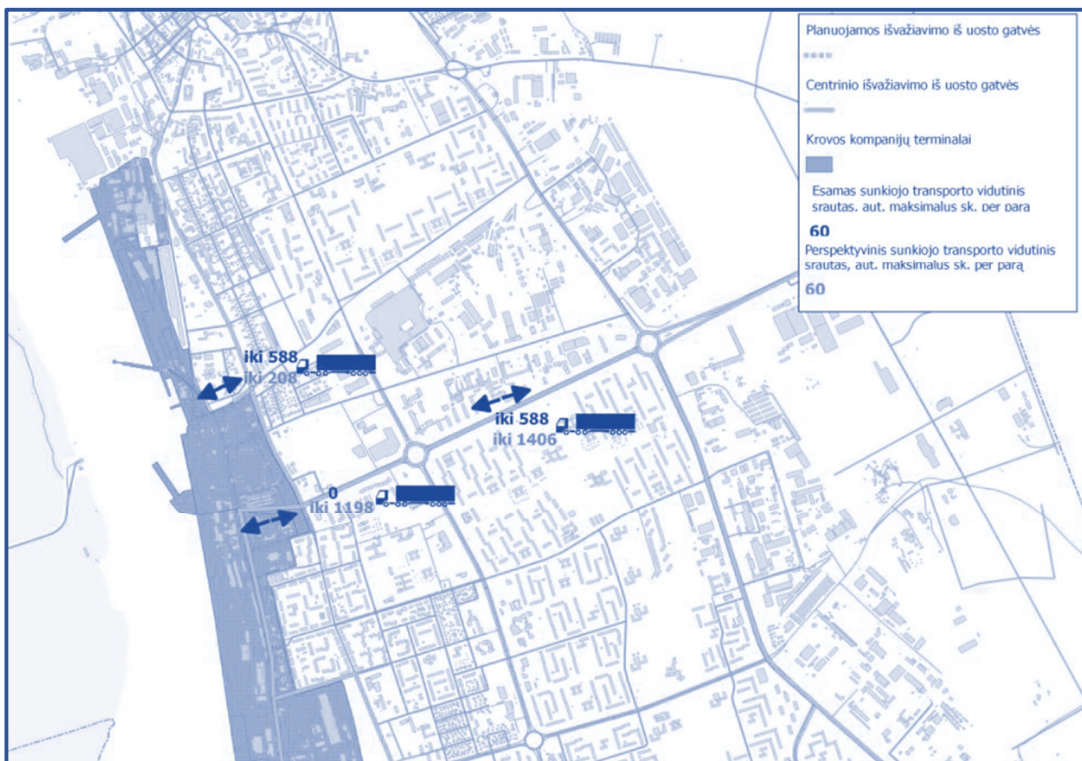 Planuojamos išvažiavimo iš uosto gatvės
Centrinio išvažiavimo iš uosto gatvės
Krovos kompanijų terminalai
Esamas sunkiojo transporto vidutinis
srautas, aut. maksimalus sk. per parą
60
Perspektyvinis sunkiojo transporto vidutinis
srautas, aut. maksimalus sk. per parą
60
iki 588
iki 208
iki 588
iki 1406
0
iki 1198